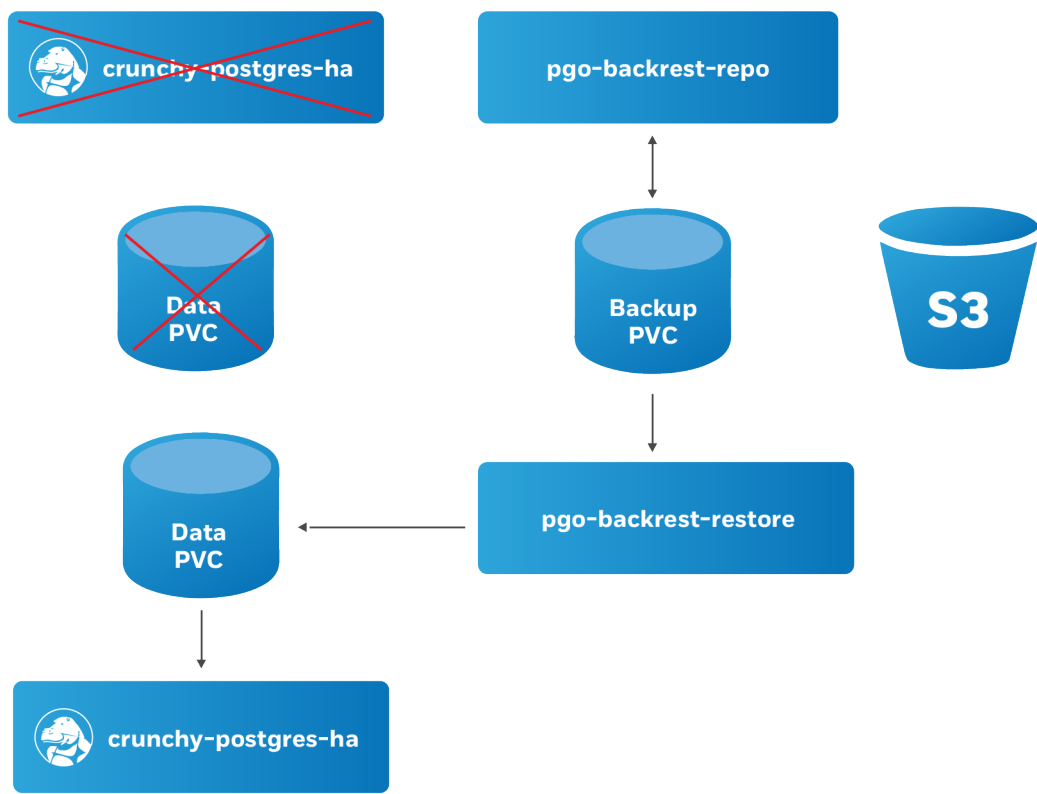 crunchy-postgres-ha
pgo-backrest-repo
Data
PVC
Backup
PVC
S3
Data
PVC
pgo-backrest-restore
crunchy-postgres-ha